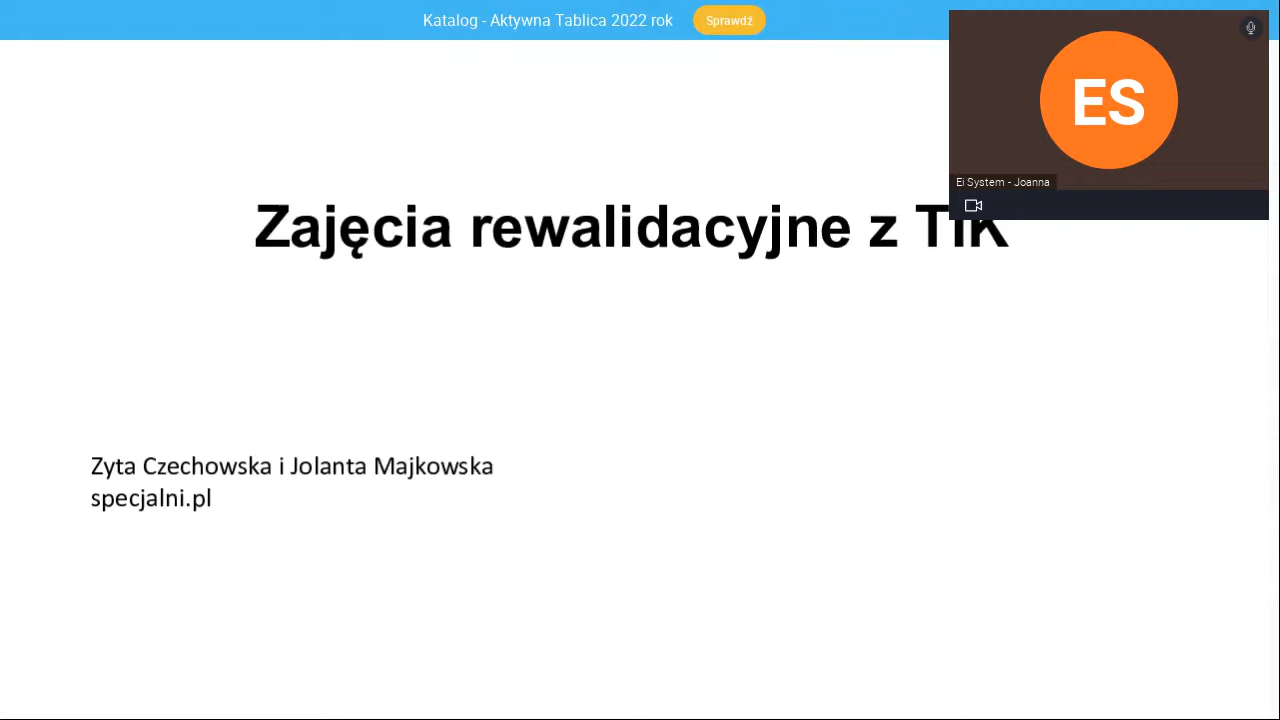 Katalog - Aktywna Tablica 2022 rok Sprawdź
ES
Ei System - Joanna
Zajęcia rewalidacyjne z TIK
Zyta Czechowska i Jolanta Majkowska
specjalni.pl